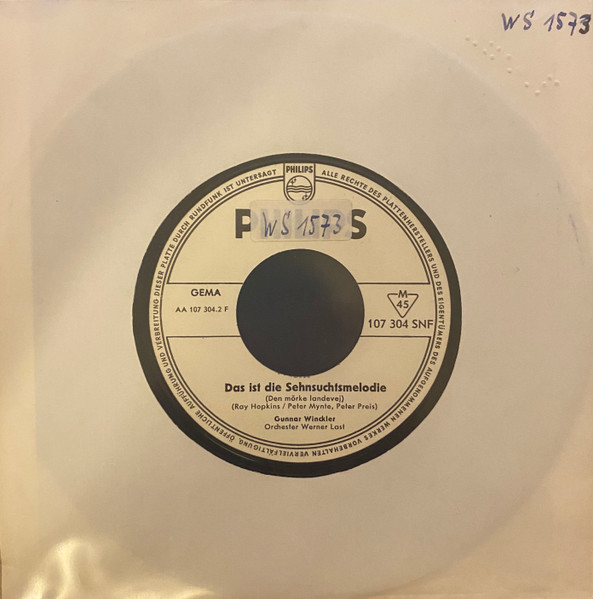 WS 1573
PHILIPS
WS 1573
GEMA
AA 107 304.2 F
M
45
107 304 SNF
Das ist die Sehnsuchtsmelodie
(Den mörke landevej)
(Ray Hopkins / Peter Mynte, Peter Preis)
Gunnar Winckler
Orchester Werner Last
ALLE RECHTE DES PLATTENHERSTELLERS UND DES EIGENTÜMERS DES AUFGENOMMENEN WERKES VORBEHALTEN VERVIELFÄLTIGUNG, ÖFFENTLICHE AUFFÜHRUNG UND VERBREITUNG DIESER PLATTE DURCH RUNDFUNK IST UNTERSAGT